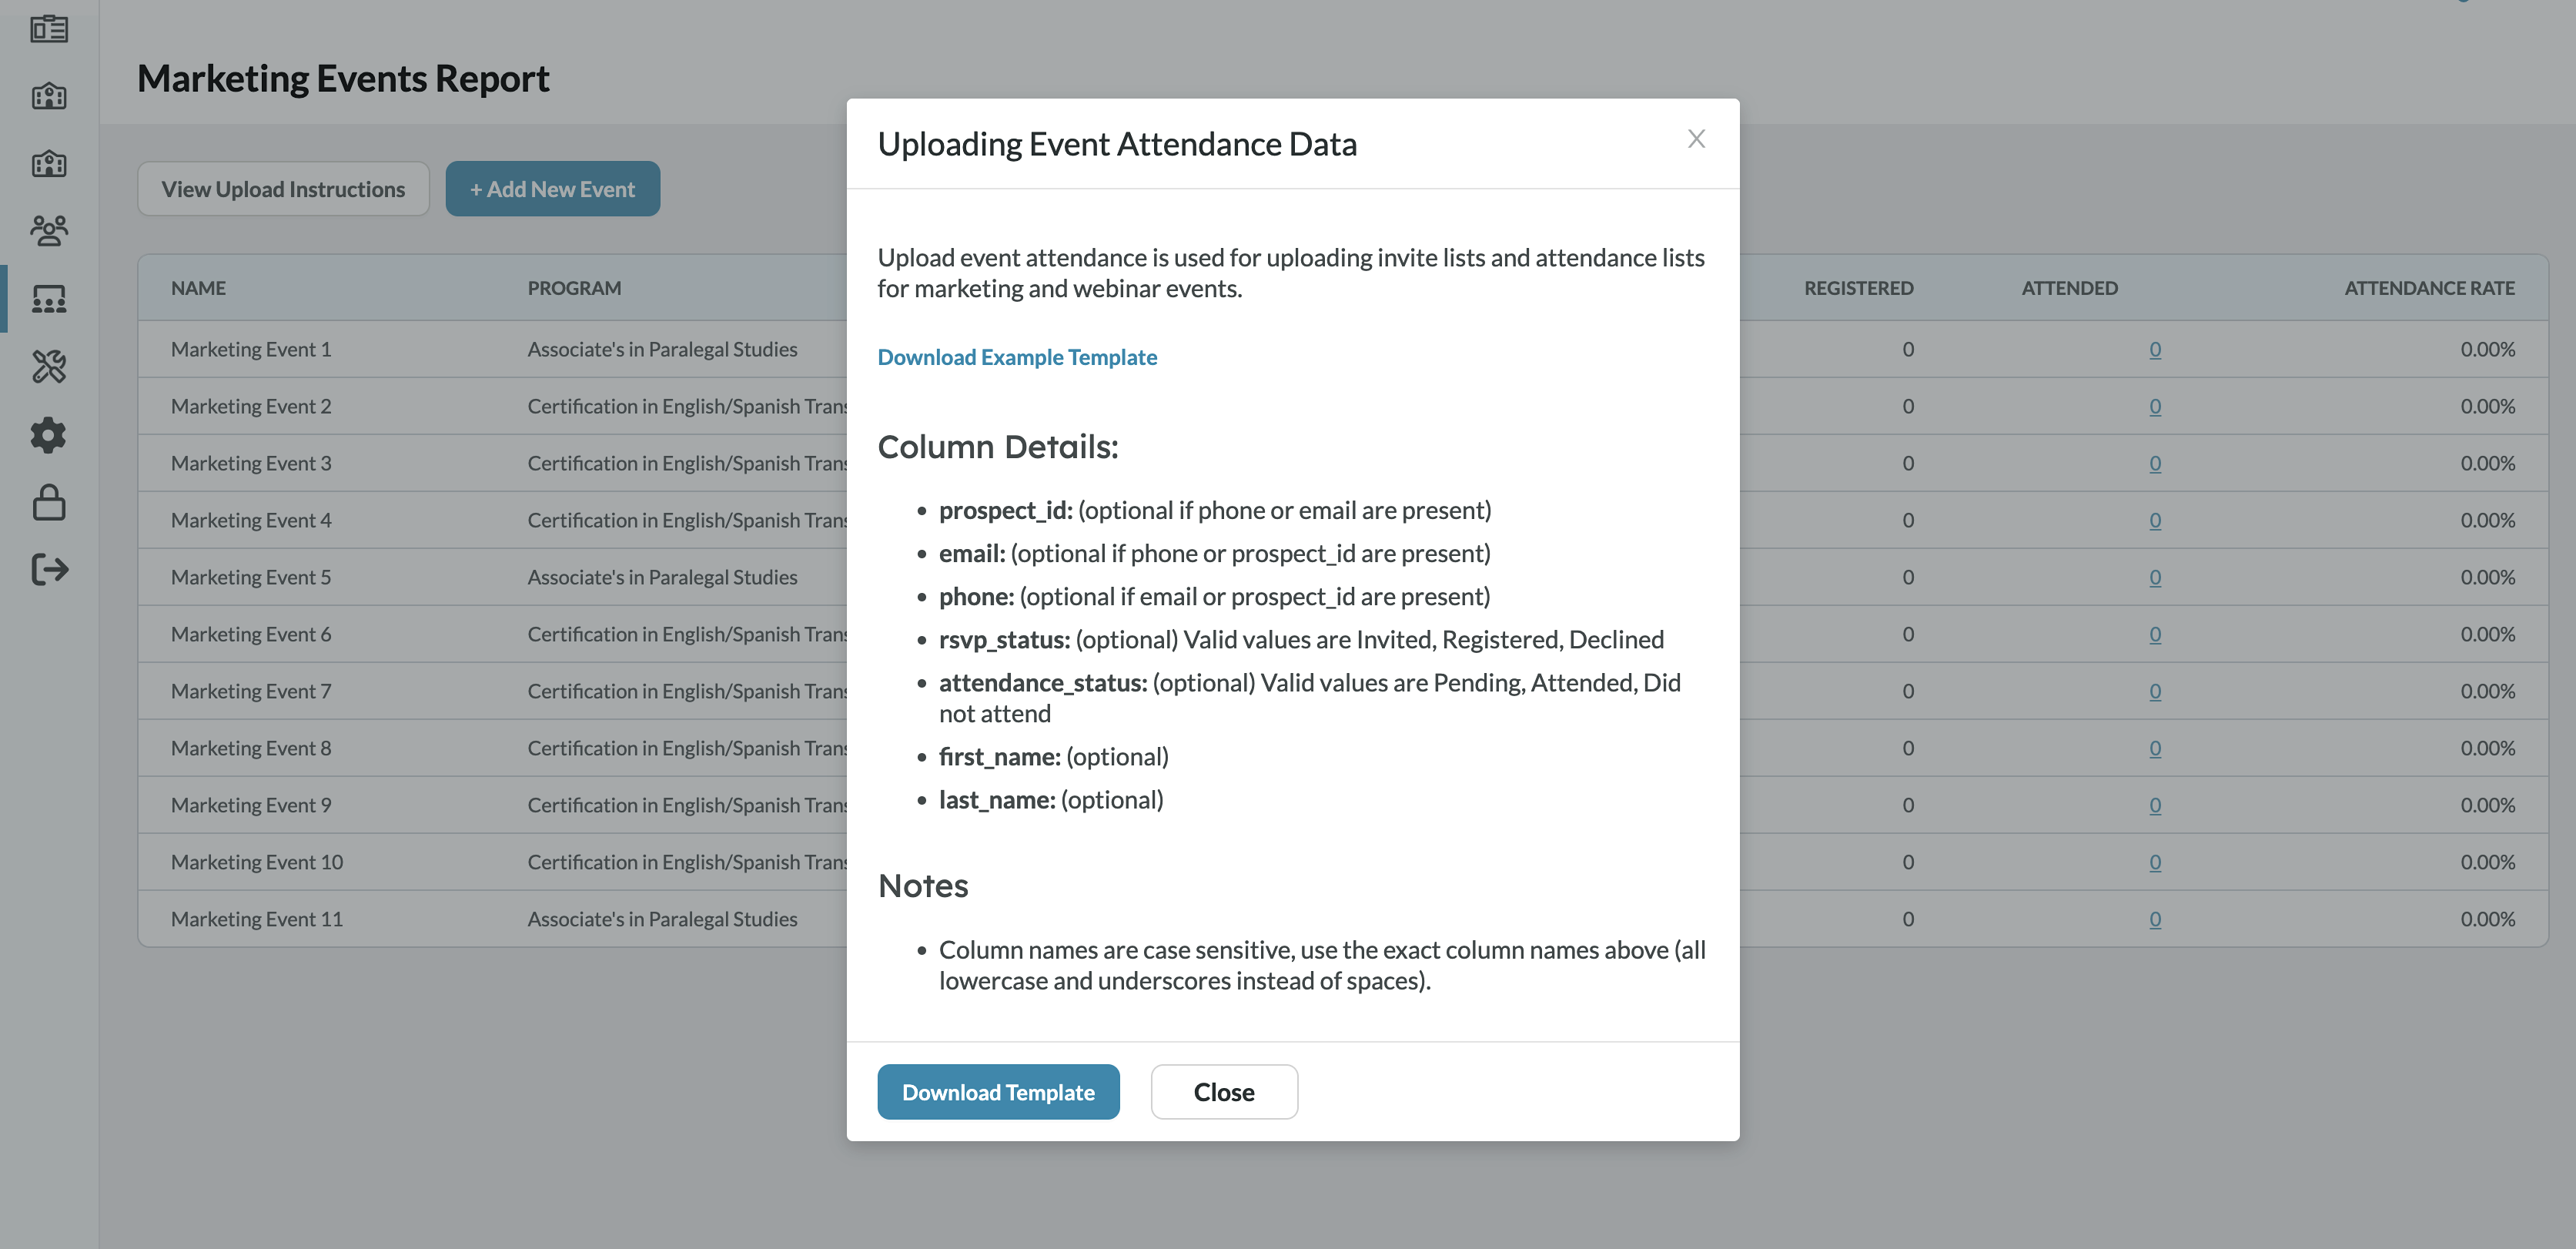 Marketing Events Report
View Upload Instructions
+ Add New Event
NAME PROGRAM REGISTERED ATTENDED ATTENDANCE RATE
Marketing Event 1 Associate's in Paralegal Studies 0 0 0.00%
Marketing Event 2 Certification in English/Spanish Trans 0 0 0.00%
Marketing Event 3 Certification in English/Spanish Trans 0 0 0.00%
Marketing Event 4 Certification in English/Spanish Trans 0 0 0.00%
Marketing Event 5 Associate's in Paralegal Studies 0 0 0.00%
Marketing Event 6 Certification in English/Spanish Trans 0 0 0.00%
Marketing Event 7 Certification in English/Spanish Trans 0 0 0.00%
Marketing Event 8 Certification in English/Spanish Trans 0 0 0.00%
Marketing Event 9 Certification in English/Spanish Trans 0 0 0.00%
Marketing Event 10 Certification in English/Spanish Trans 0 0 0.00%
Marketing Event 11 Associate's in Paralegal Studies 0 0 0.00%
Uploading Event Attendance Data
Upload event attendance is used for uploading invite lists and attendance lists
for marketing and webinar events.
Download Example Template
Column Details:
• prospect_id: (optional if phone or email are present)
• email: (optional if phone or prospect_id are present)
• phone: (optional if email or prospect_id are present)
• rsvp_status: (optional) Valid values are Invited, Registered, Declined
• attendance_status: (optional) Valid values are Pending, Attended, Did
not attend
• first_name: (optional)
• last_name: (optional)
Notes
• Column names are case sensitive, use the exact column names above (all
lowercase and underscores instead of spaces).
Download Template
Close